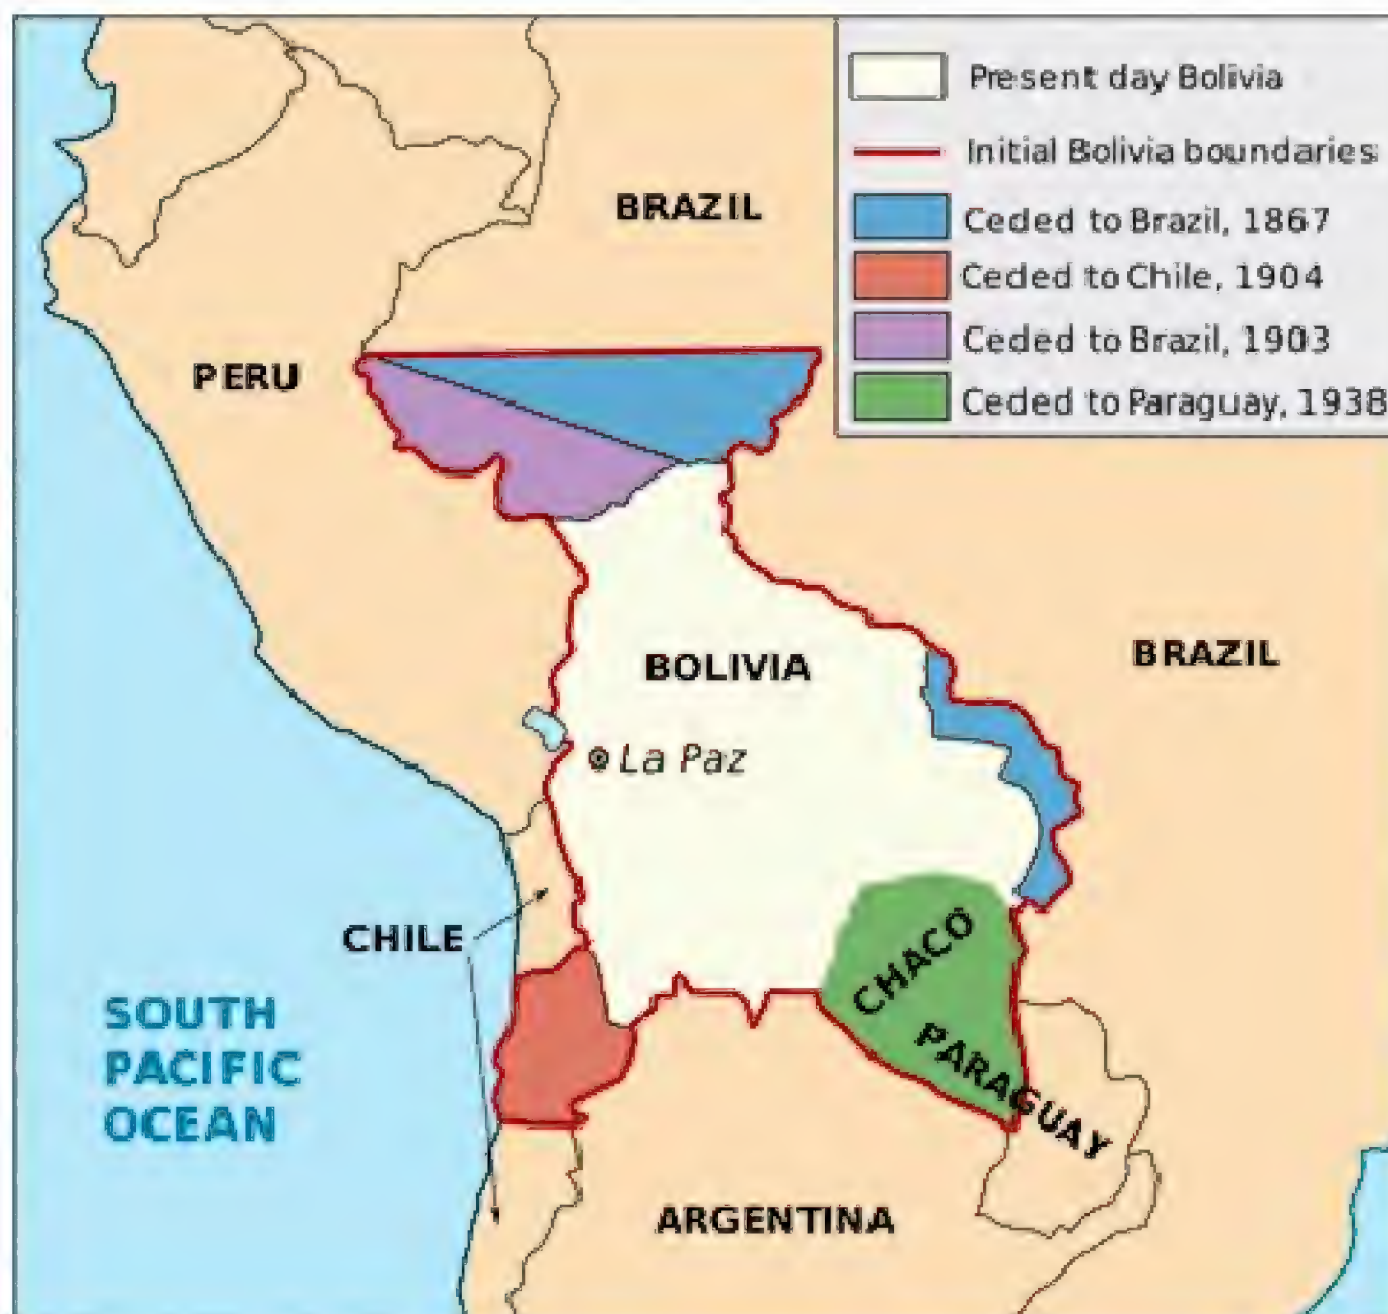 Present day Bolivia
Initial Bolivia boundaries
Ceded to Brazil, 1867
Ceded to Chile, 1904
Ceded to Brazil, 1903
Ceded to Paraguay, 1938
BRAZIL
PERU
BOLIVIA
BRAZIL
La Paz
CHILE
CHACO
SOUTH
PACIFIC
OCEAN
PARAGUAY
ARGENTINA